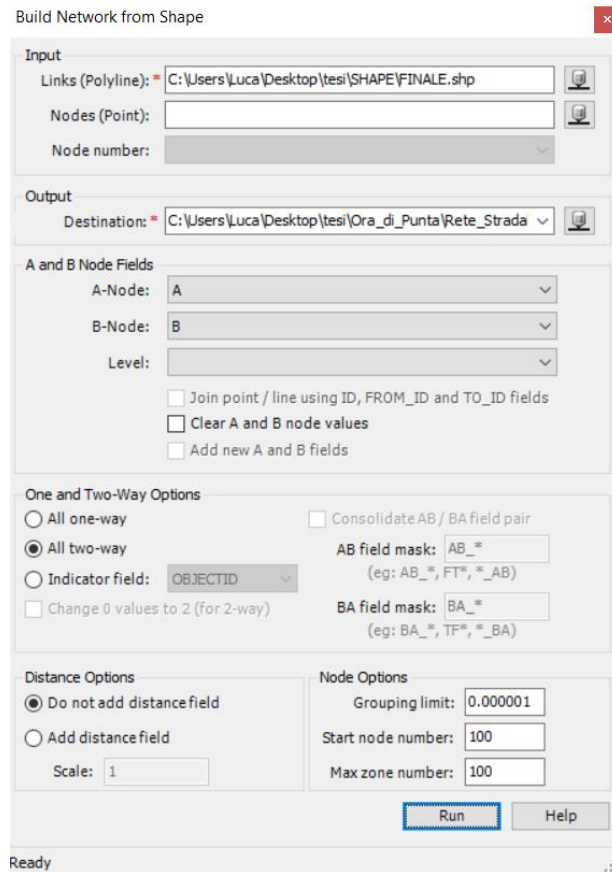 Build Network from Shape
x
Input
Links (Polyline): * C:\Users\Luca\Desktop\tesi\SHAPE\FINALE.shp
Nodes (Point):
Node number:
Output
Destination: * C:\Users\Luca\Desktop\tesi\Ora_di_Punta\Rete_Strada
A and B Node Fields
A-Node: A
B-Node: B
Level:
Join point / line using ID, FROM_ID and TO_ID fields
Clear A and B node values
Add new A and B fields
One and Two-Way Options
All one-way
Consolidate AB / BA field pair
All two-way
AB field mask: AB_*
(eg: AB_*, FT*, *_AB)
Indicator field: OBJECTID
Change 0 values to 2 (for 2-way)
BA field mask: BA_*
(eg: BA_*, TF*, *_BA)
Distance Options
Do not add distance field
Add distance field
Scale: 1
Node Options
Grouping limit: 0.000001
Start node number: 100
Max zone number: 100
Run Help
Ready